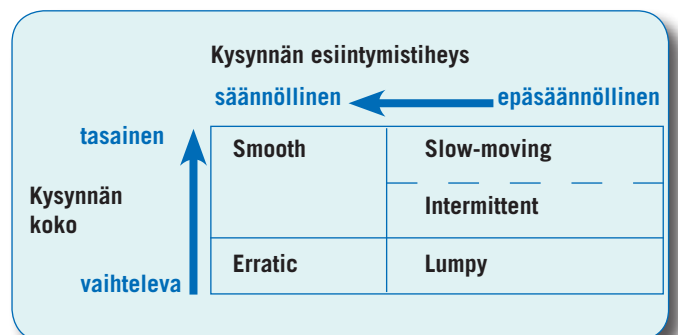 Kysynnän esiintymistiheys
säännöllinen epäsäännöllinen
tasainen
Smooth Slow-moving
Kysynnän
koko
Intermittent
Erratic Lumpy
vaihteleva